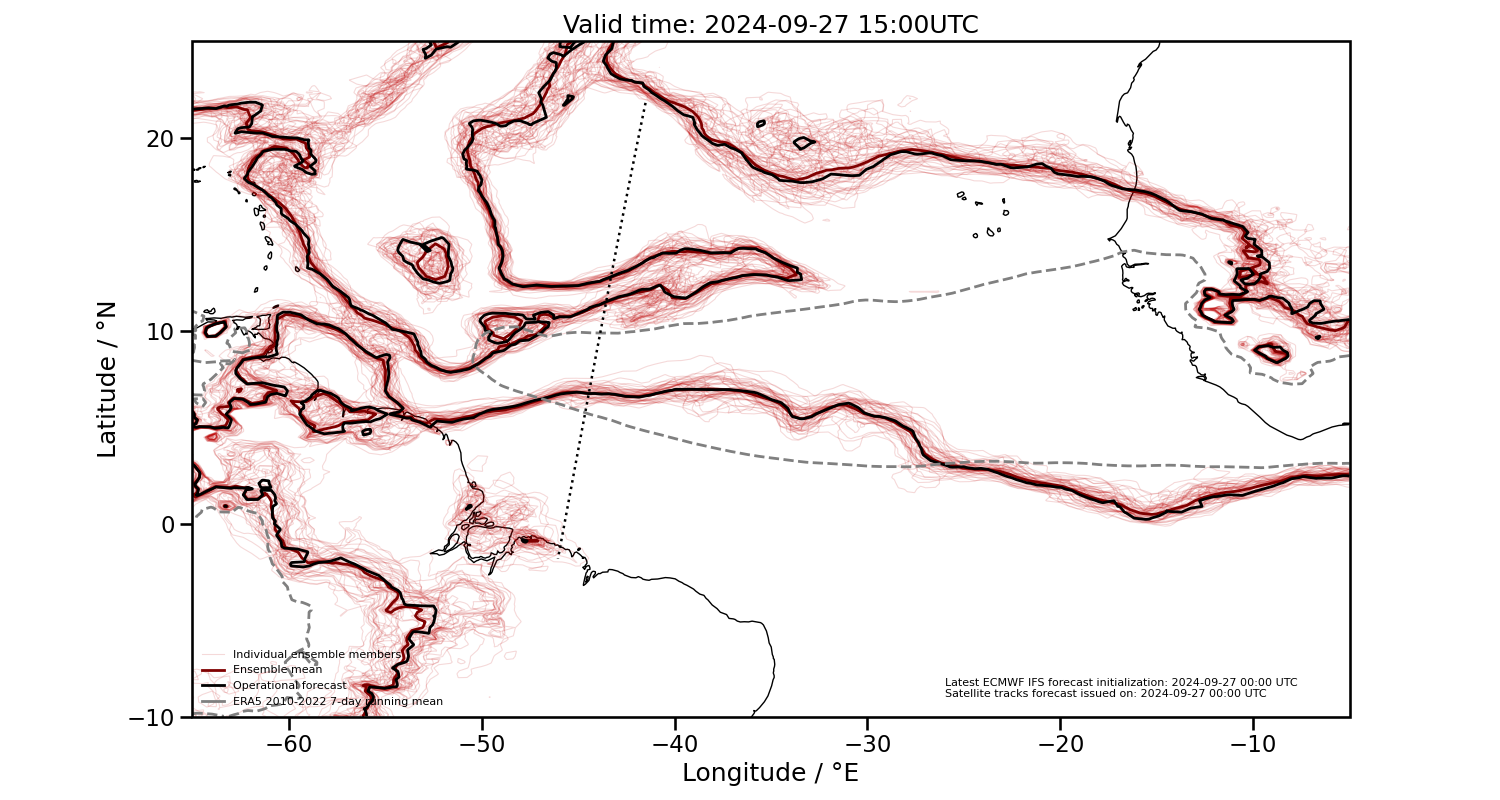 Valid time: 2024-09-27 15:00UTC
Latitude / °N
20
10
0
−10
Individual ensemble members
Ensemble mean
Operational forecast
ERA5 2010-2022 7-day running mean
Latest ECMWF IFS forecast initialization: 2024-09-27 00:00 UTC
Satellite tracks forecast issued on: 2024-09-27 00:00 UTC
−60 −50 −40 −30 −20 −10
Longitude / °E